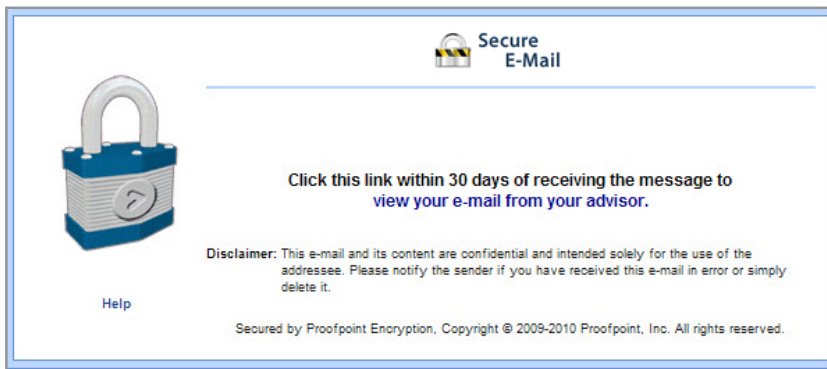 Secure
E-Mail
Click this link within 30 days of receiving the message to
view your e-mail from your advisor.
Disclaimer: This e-mail and its content are confidential and intended solely for the use of the
addressee. Please notify the sender if you have received this e-mail in error or simply
delete it.
Help
Secured by Proofpoint Encryption, Copyright © 2009-2010 Proofpoint, Inc. All rights reserved.